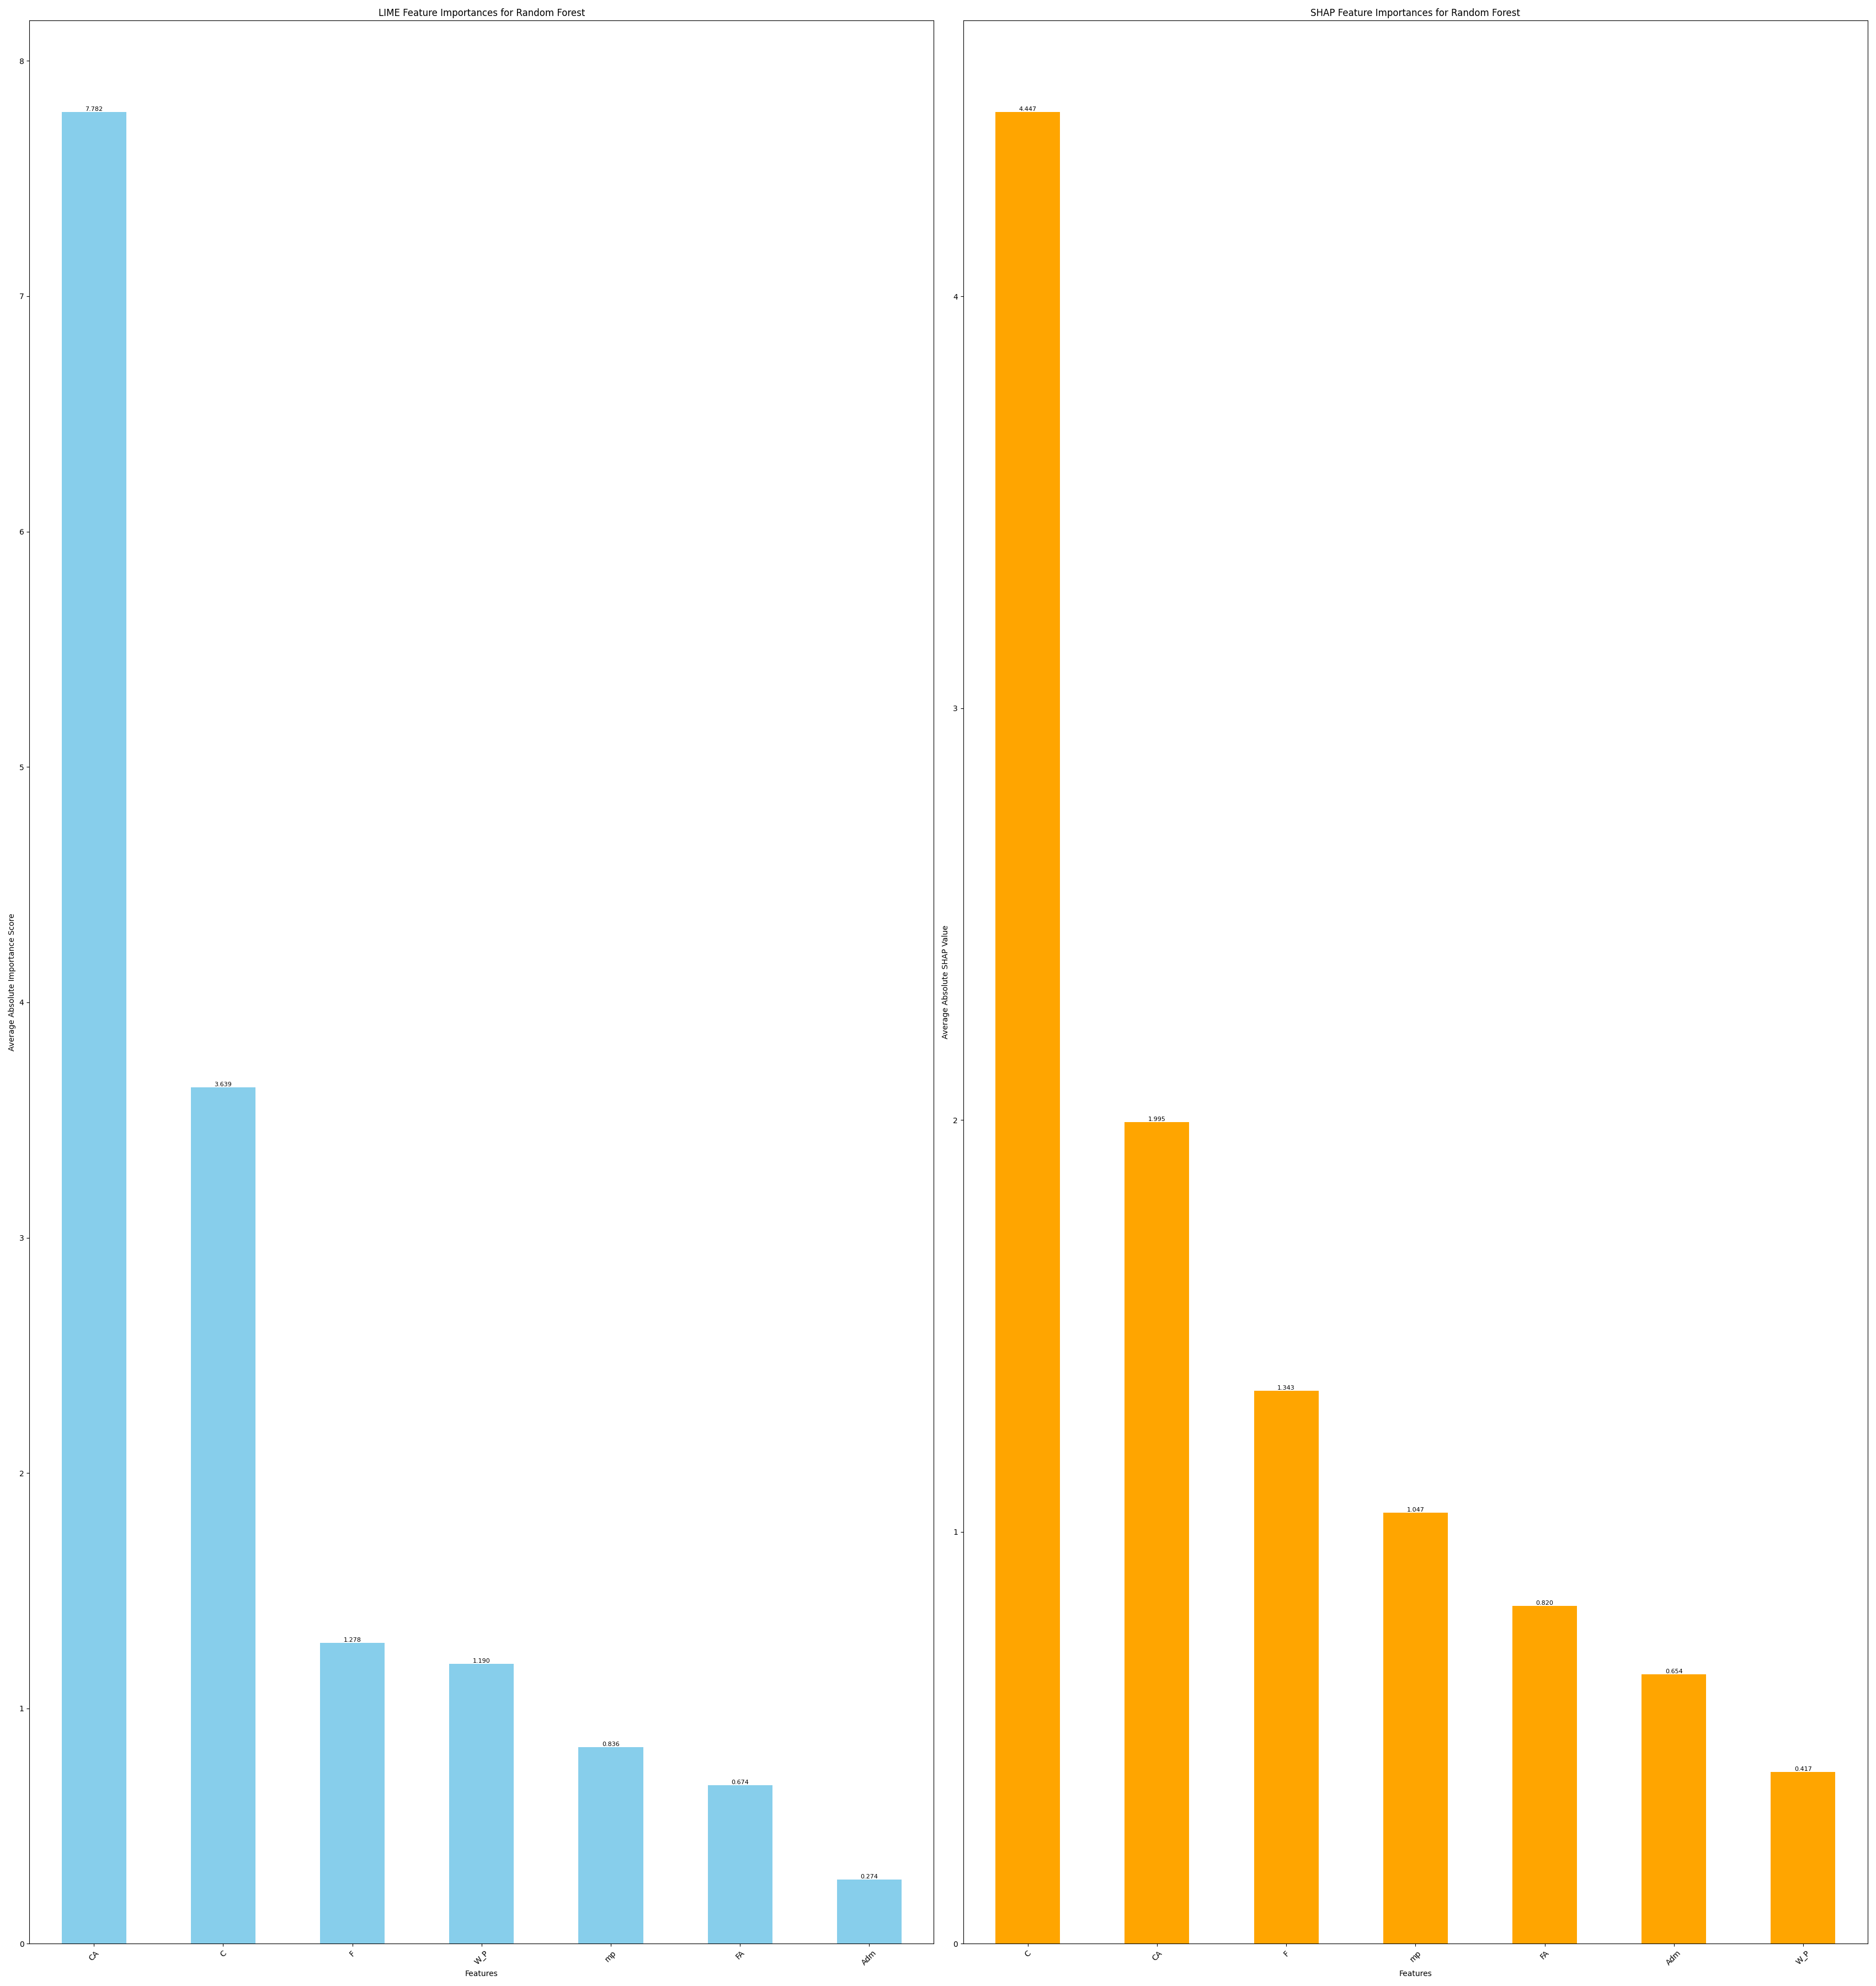 LIME Feature Importances for Random Forest
Average Absolute Importance Score
8
7
6
5
4
3
2
1
0
7.782
3.639
1.278
1.190
0.836
0.674
0.274
CA
C
F
W_P
mp
FA
Adm
Features
SHAP Feature Importances for Random Forest
Average Absolute SHAP Value
4
3
2
1
0
4.447
1.995
1.343
1.047
0.820
0.654
0.417
C
CA
F
mp
FA
Adm
W_P
Features